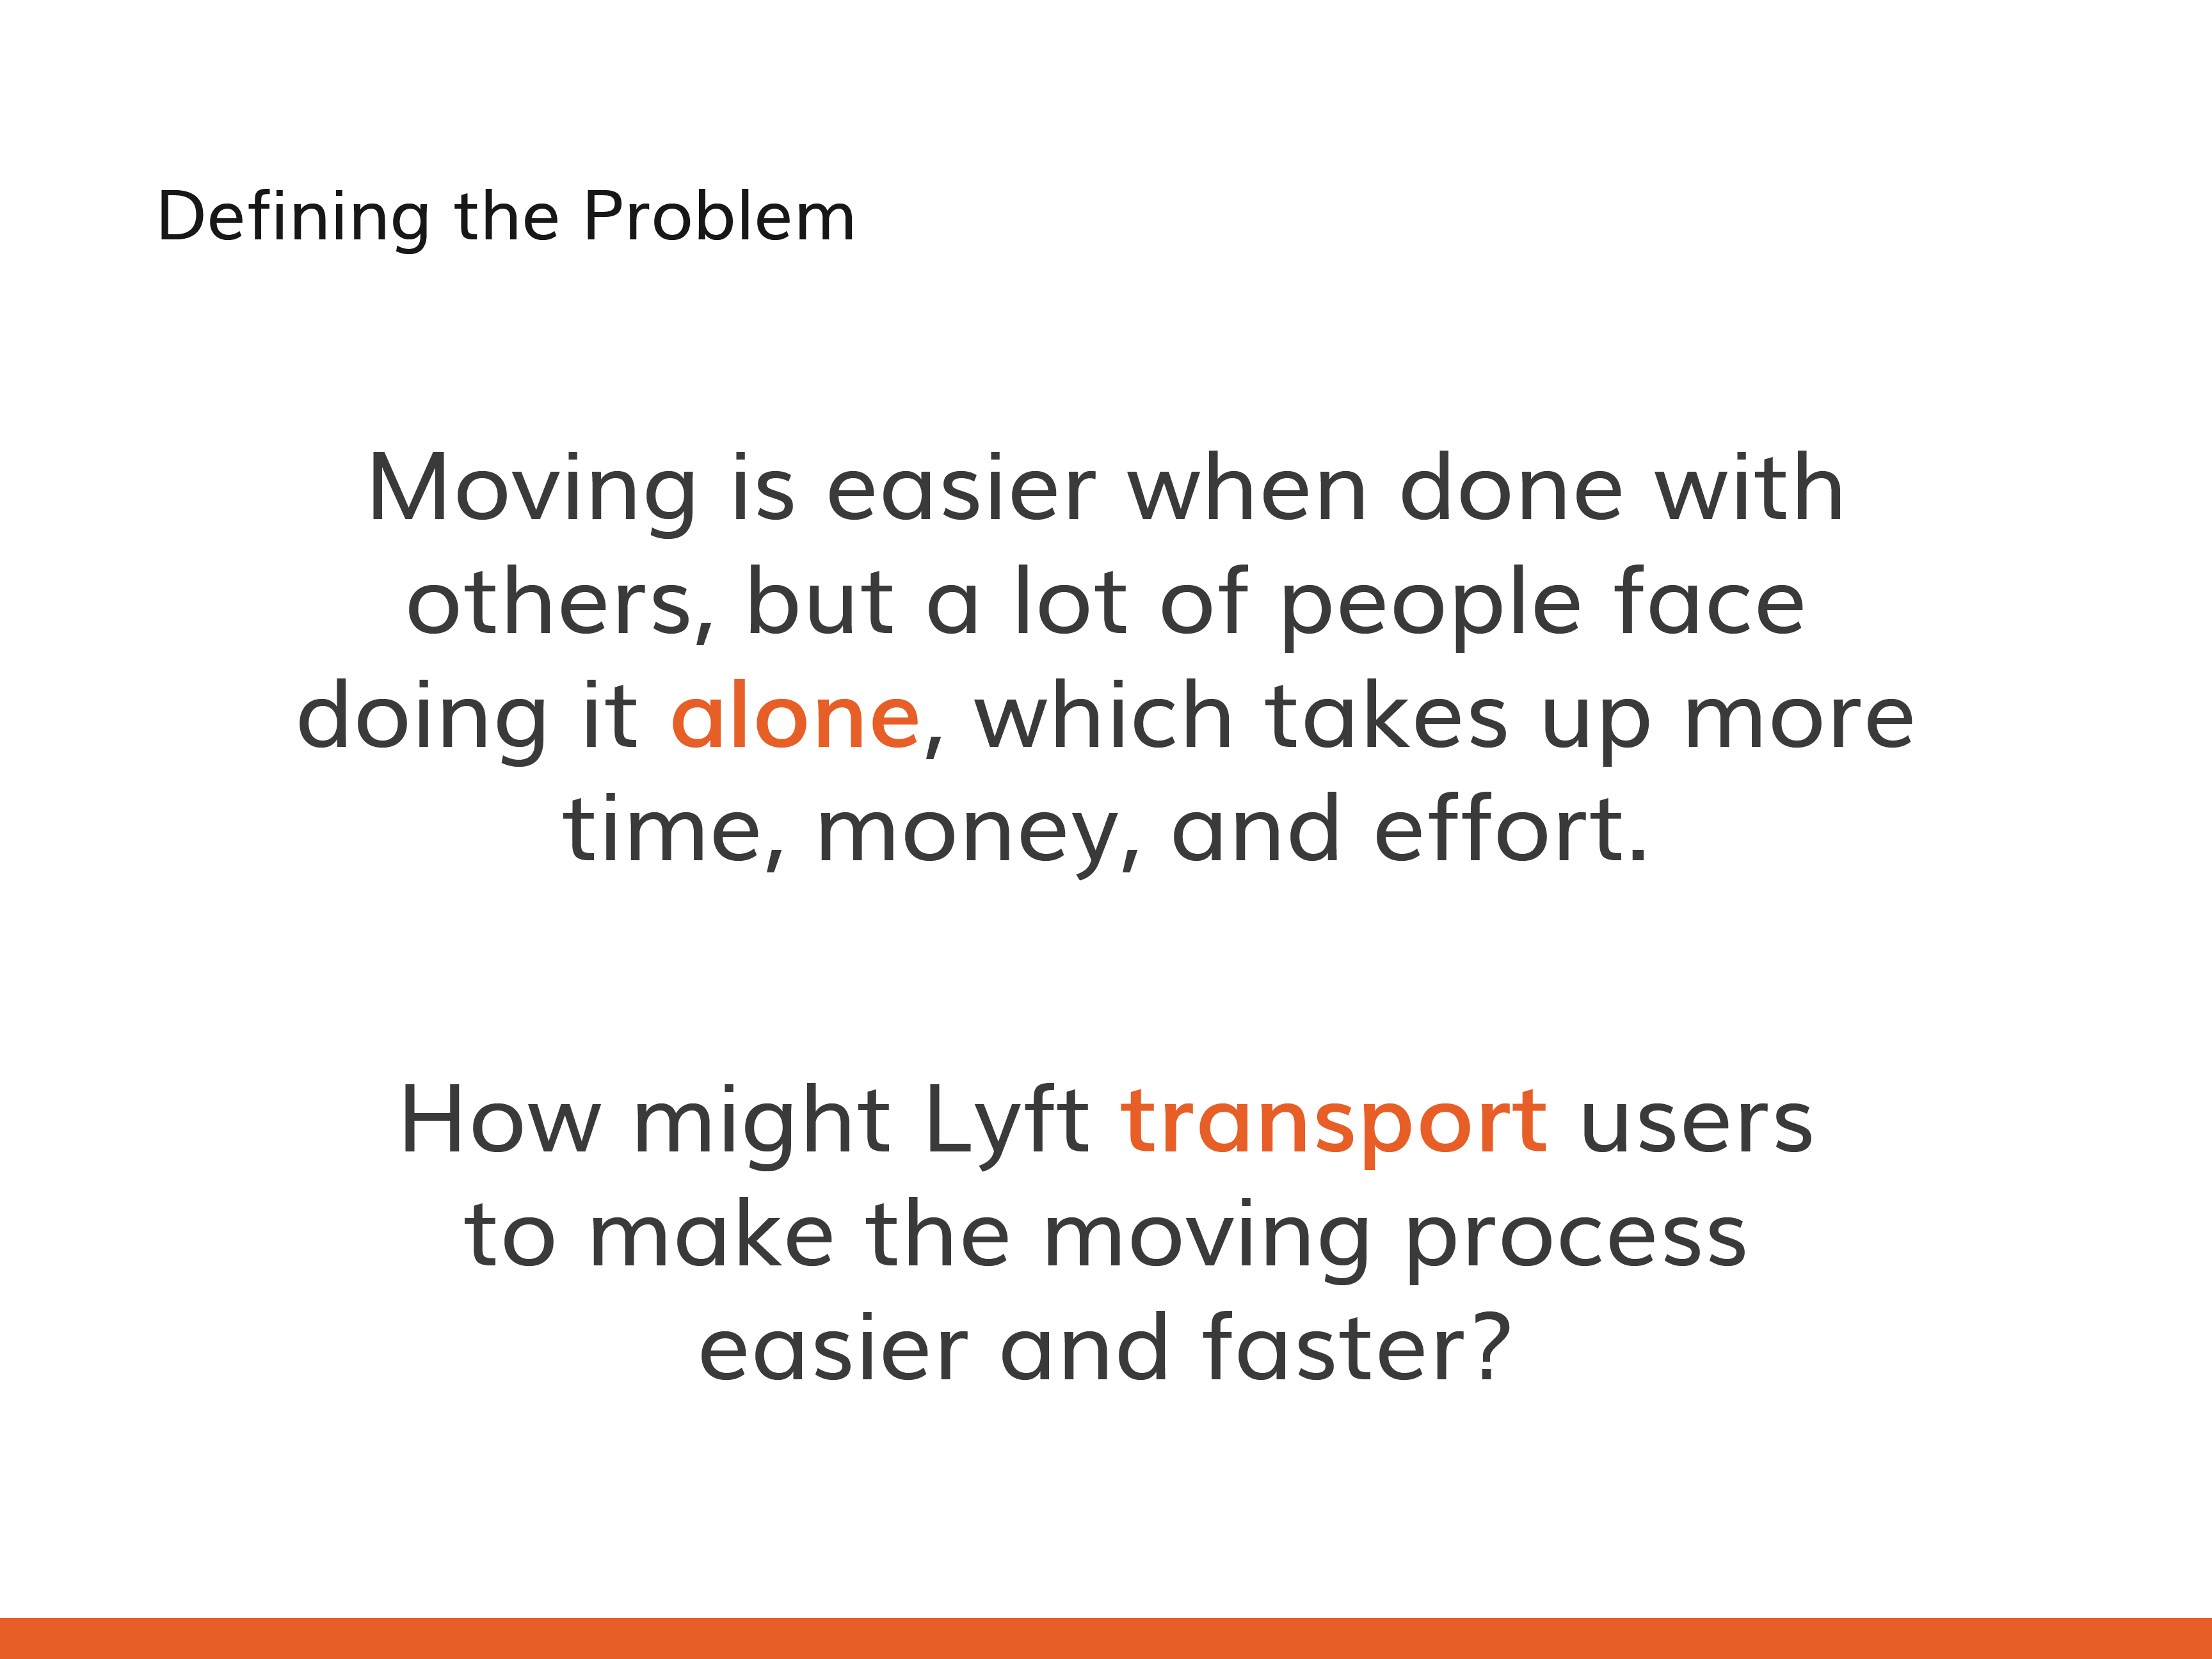 Defining the Problem
Moving is easier when done with
others, but a lot of people face
doing it alone, which takes up more
time, money, and effort.
How might Lyft transport users
to make the moving process
easier and faster?